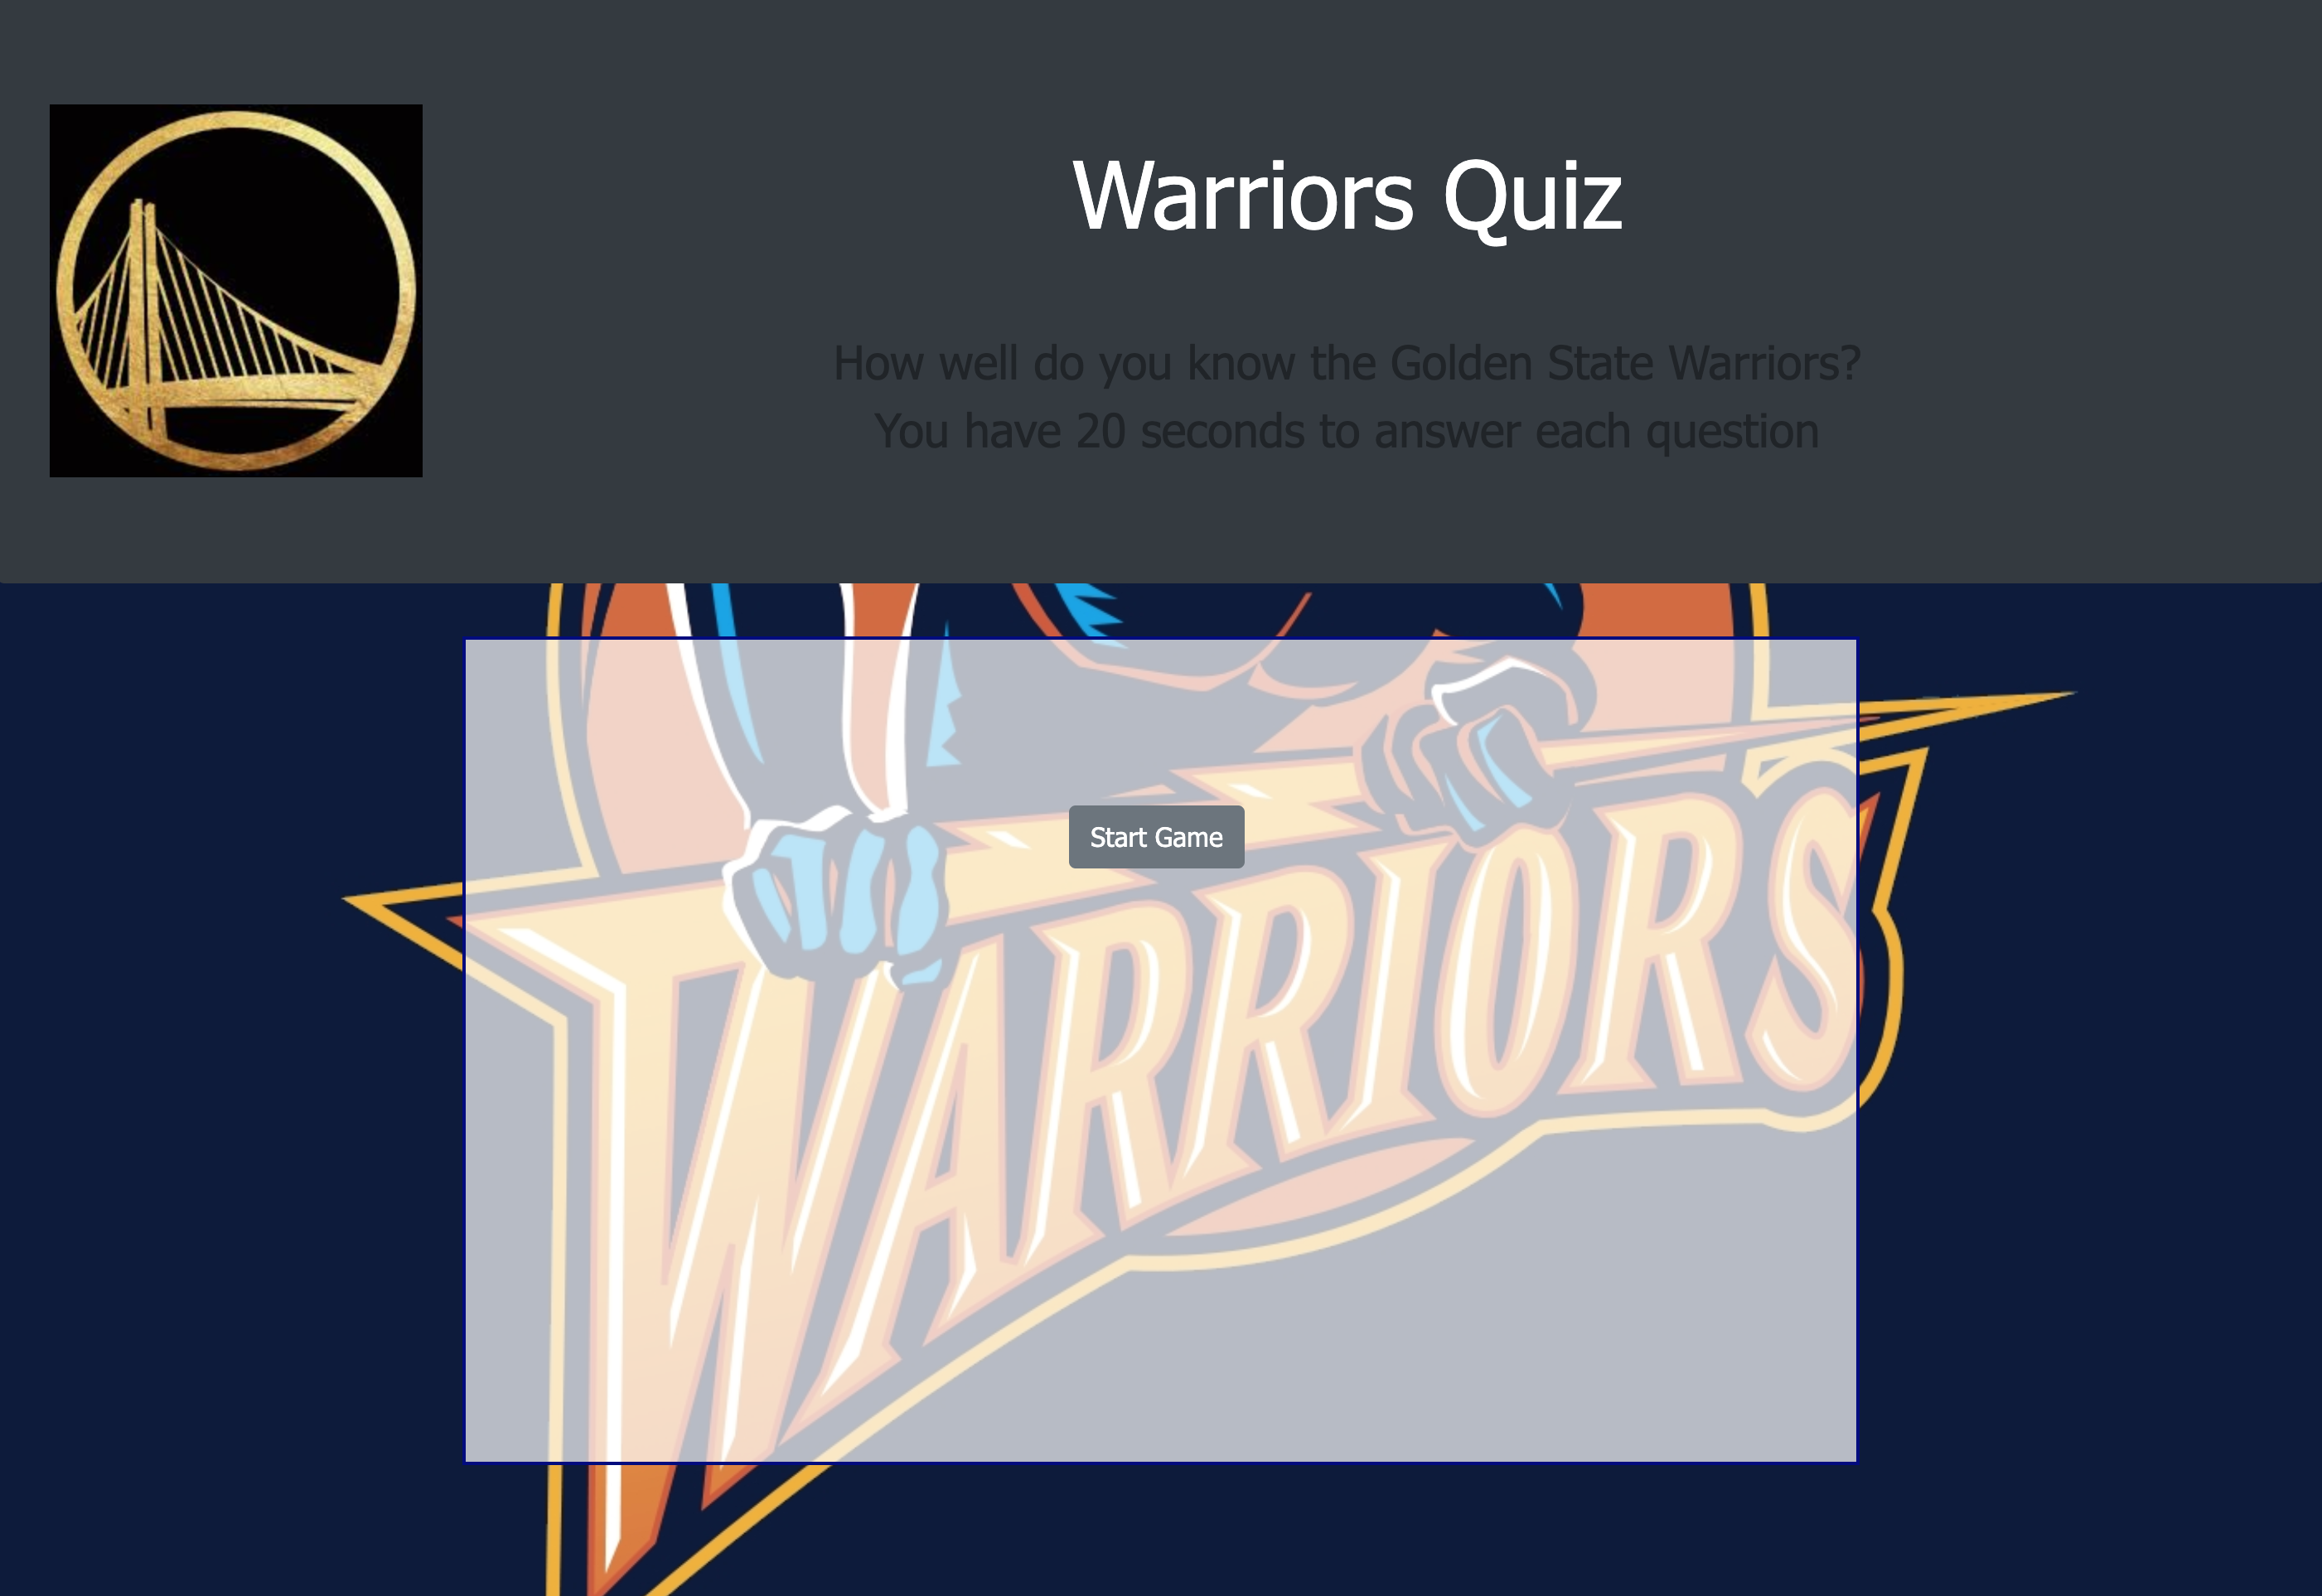 Warriors Quiz
How well do you know the Golden State Warriors?
You have 20 seconds to answer each question
Start Game
WARRIORS